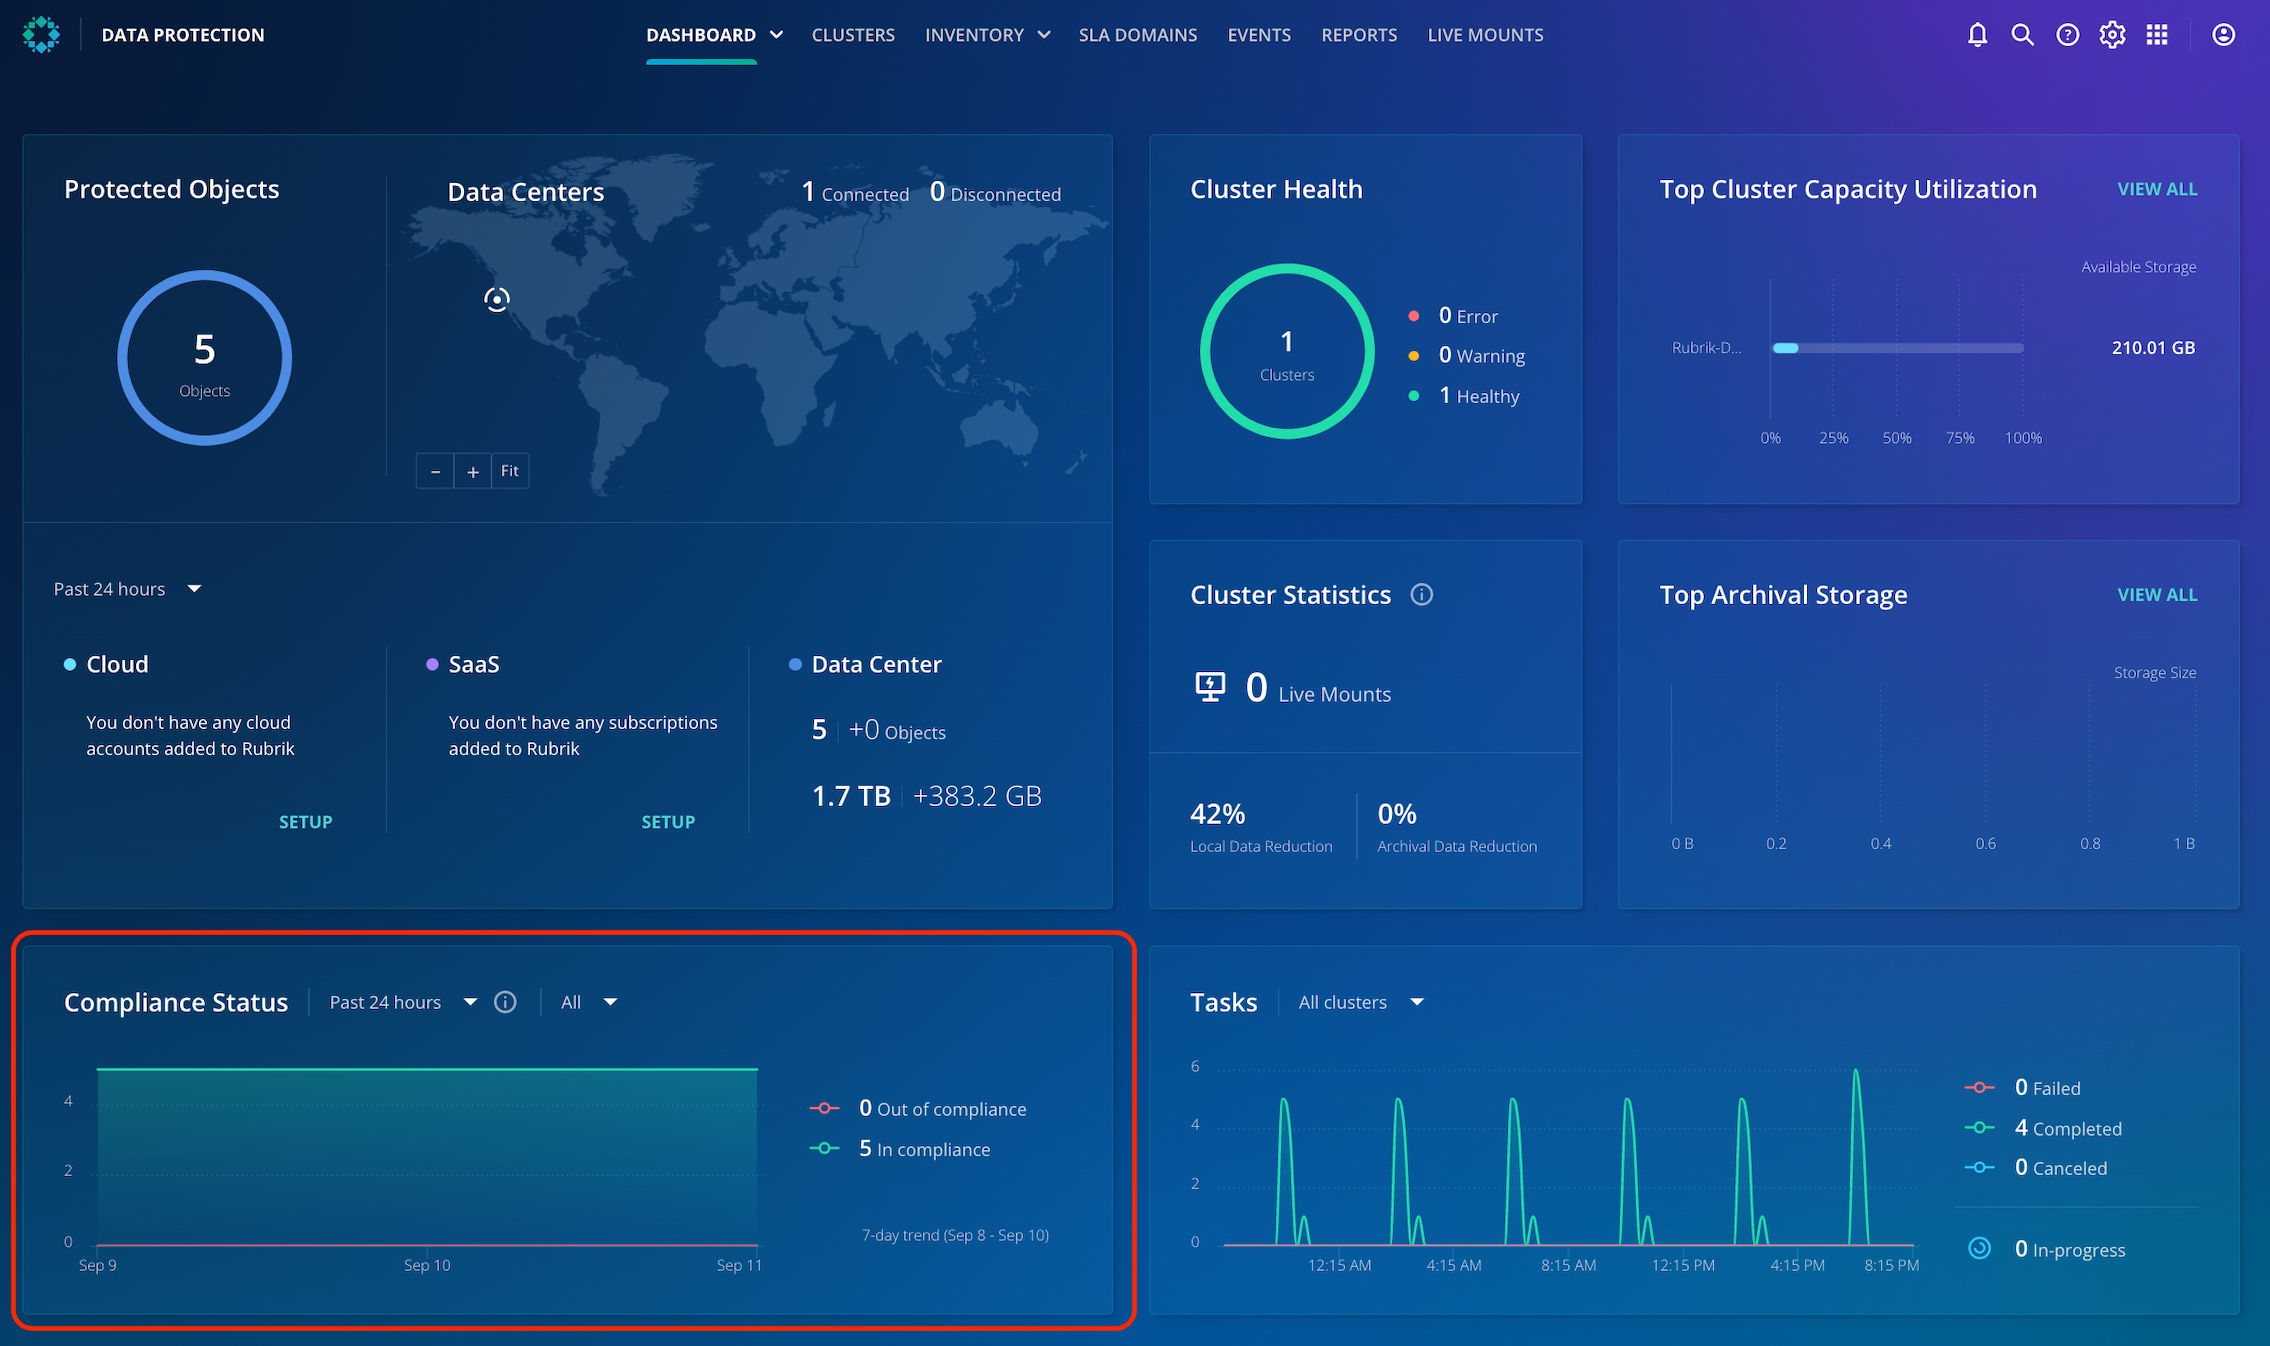 DATA PROTECTION
DASHBOARD
CLUSTERS
INVENTORY
SLA DOMAINS
EVENTS
REPORTS
LIVE MOUNTS
Protected Objects
5
Objects
Data Centers
1 Connected 0 Disconnected
− + Fit
Past 24 hours
Cloud
You don't have any cloud
accounts added to Rubrik
SETUP
SaaS
You don't have any subscriptions
added to Rubrik
SETUP
Data Center
5 +0 Objects
1.7 TB +383.2 GB
Cluster Health
1
Clusters
0 Error
0 Warning
1 Healthy
Top Cluster Capacity Utilization
VIEW ALL
Available Storage
Rubrik-D...
210.01 GB
0% 25% 50% 75% 100%
Cluster Statistics
0 Live Mounts
42%
Local Data Reduction
0%
Archival Data Reduction
Top Archival Storage
VIEW ALL
Storage Size
0 B 0.2 0.4 0.6 0.8 1 B
Compliance Status
Past 24 hours
All
4
2
0
Sep 9 Sep 10 Sep 11
0 Out of compliance
5 In compliance
7-day trend (Sep 8 - Sep 10)
Tasks
All clusters
6
4
2
0
12:15 AM 4:15 AM 8:15 AM 12:15 PM 4:15 PM 8:15 PM
0 Failed
4 Completed
0 Canceled
0 In-progress